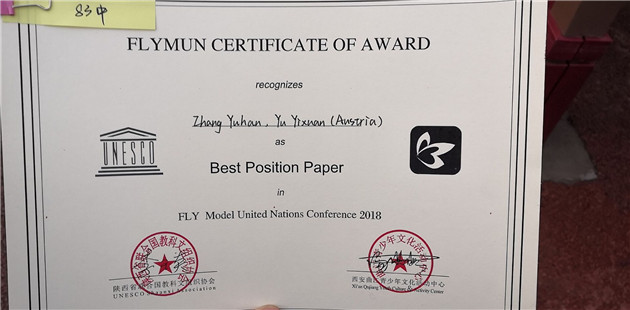 83中
FLYMUN CERTIFICATE OF AWARD
recognizes
Zhang Yuhan, Yu Yixuan (Austria)
as
UNESCO
Best Position Paper
in
FLY Model United Nations Conference 2018
陕西省联合国教科文组织协会
UNESCO Shaanxi Association
西安曲江青少年文化活动中心
Xi'an Qujiang Youth Culture & Activity Center